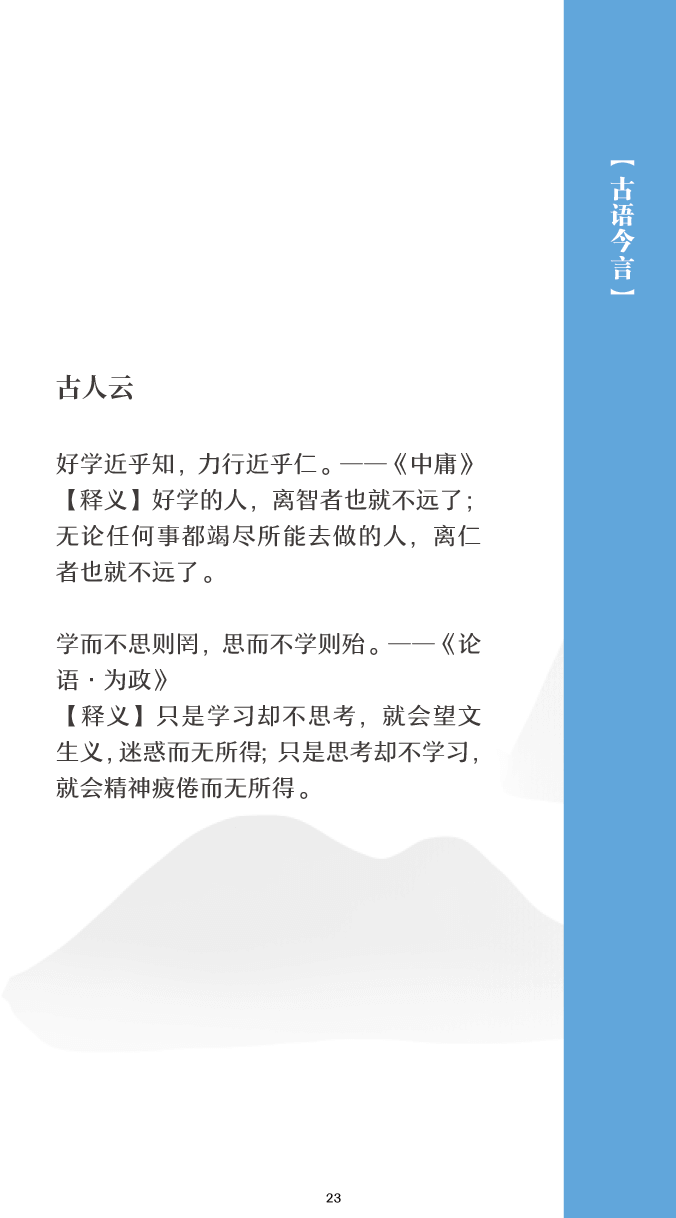 【古语今言】
古人云
好学近乎知，力行近乎仁。——《中庸》
【释义】好学的人，离智者也就不远了；
无论任何事都竭尽所能去做的人，离仁
者也就不远了。
学而不思则罔，思而不学则殆。——《论
语·为政》
【释义】只是学习却不思考，就会望文
生义，迷惑而无所得；只是思考却不学习，
就会精神疲倦而无所得。
23